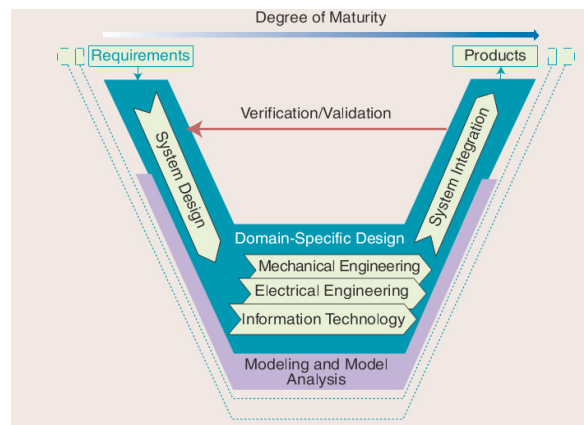 Degree of Maturity
Requirements
Products
Verification/Validation
System Design
System Integration
Domain-Specific Design
Mechanical Engineering
Electrical Engineering
Information Technology
Modeling and Model
Analysis